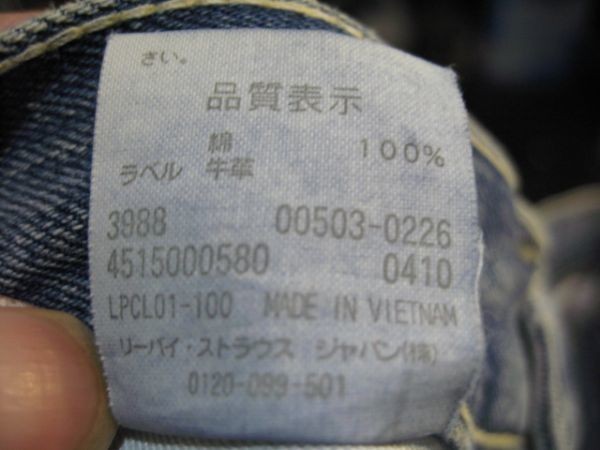 さい。
品質表示
綿 100%
ラベル 牛革
3988 00503-0226
4515000580 0410
LPCL01-100 MADE IN VIETNAM
リーバイ・ストラウス ジャパン(株)
0120-099-501